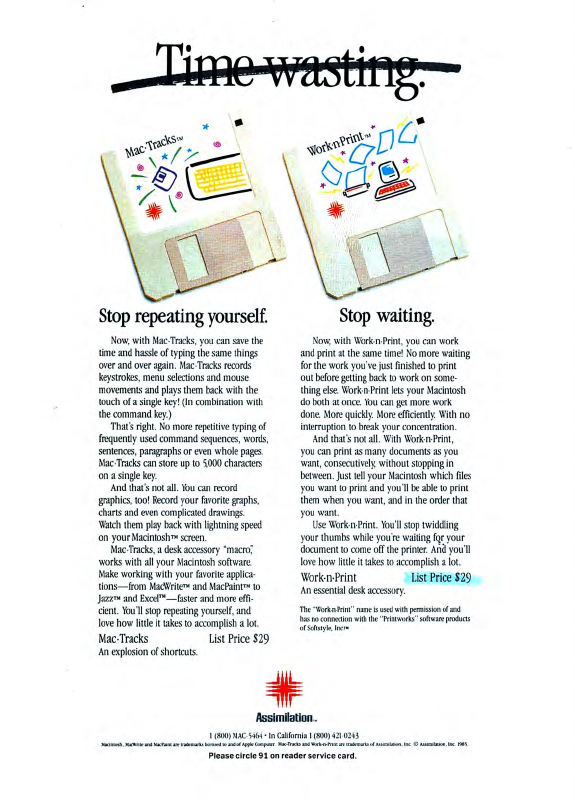 Time wasting.
Mac-Tracks™
Work-n-Print™
Stop repeating yourself.
Now, with Mac-Tracks, you can save the
time and hassle of typing the same things
over and over again. Mac-Tracks records
keystrokes, menu selections and mouse
movements and plays them back with the
touch of a single key! (In combination with
the command key.)
That's right. No more repetitive typing of
frequently used command sequences, words,
sentences, paragraphs or even whole pages.
Mac-Tracks can store up to 5,000 characters
on a single key.
And that's not all. You can record
graphics, too! Record your favorite graphs,
charts and even complicated drawings.
Watch them play back with lightning speed
on your Macintosh™ screen.
Mac-Tracks, a desk accessory "macro,"
works with all your Macintosh software.
Make working with your favorite applica-
tions—from MacWrite™ and MacPaint™ to
Jazz™ and Excel™—faster and more effi-
cient. You'll stop repeating yourself, and
love how little it takes to accomplish a lot.
Mac-Tracks List Price $29
An explosion of shortcuts.
Stop waiting.
Now, with Work-n-Print, you can work
and print at the same time! No more waiting
for the work you've just finished to print
out before getting back to work on some-
thing else. Work-n-Print lets your Macintosh
do both at once. You can get more work
done. More quickly. More efficiently. With no
interruption to break your concentration.
And that's not all. With Work-n-Print,
you can print as many documents as you
want, consecutively, without stopping in
between. Just tell your Macintosh which files
you want to print and you'll be able to print
them when you want, and in the order that
you want.
Use Work-n-Print. You'll stop twiddling
your thumbs while you're waiting for your
document to come off the printer. And you'll
love how little it takes to accomplish a lot.
Work-n-Print List Price $29
An essential desk accessory.
The "Work-n-Print" name is used with permission of and
has no connection with the "Printworks" software products
of Softstyle, Inc™
Assimilation™
1 (800) MAC-5464 • In California 1 (800) 421-0243
Macintosh, MacWrite and MacPaint are trademarks licensed to and of Apple Computer. Mac-Tracks and Work-n-Print are trademarks of Assimilation, Inc. © Assimilation, Inc. 1985.
Please circle 91 on reader service card.